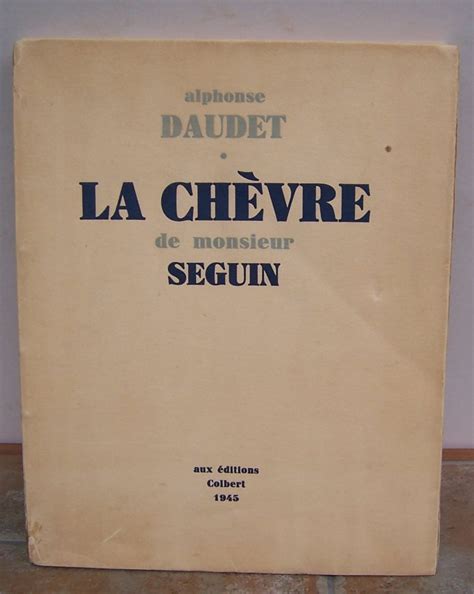 alphonse
DAUDET
•
LA CHÈVRE
de monsieur
SEGUIN
aux éditions
Colbert
1945